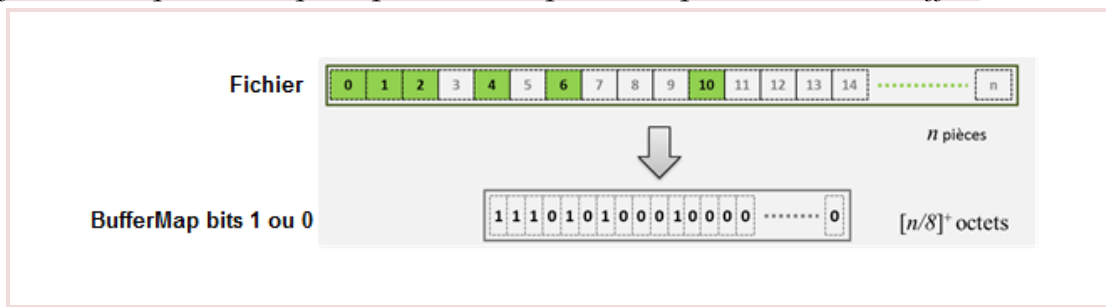 Fichier 0 1 2 3 4 5 6 7 8 9 10 11 12 13 14 ............... n
n pièces
BufferMap bits 1 ou 0 1 1 1 0 1 0 1 0 0 0 1 0 0 0 0 ........ 0 [n/8]⁺ octets